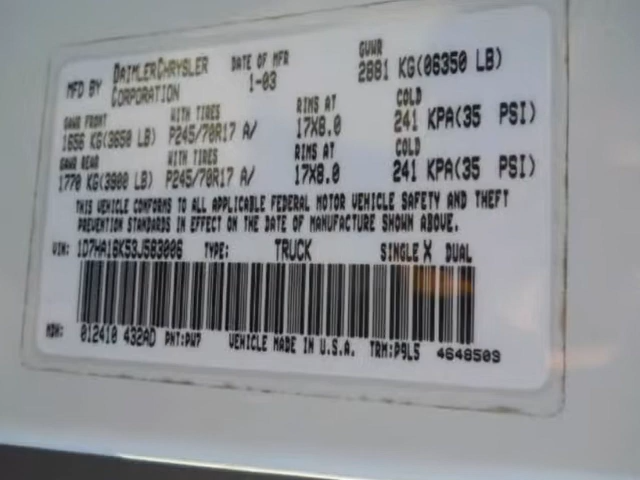 MFD BY DAIMLERCHRYSLER CORPORATION DATE OF MFR 1-03 GVWR 2881 KG(06350 LB)
GAWR FRONT WITH TIRES RIMS AT COLD
1656 KG(3650 LB) P245/70R17 A/ 17X8.0 241 KPA(35 PSI)
GAWR REAR WITH TIRES RIMS AT COLD
1770 KG(3900 LB) P245/70R17 A/ 17X8.0 241 KPA(35 PSI)
THIS VEHICLE CONFORMS TO ALL APPLICABLE FEDERAL MOTOR VEHICLE SAFETY AND THEFT
PREVENTION STANDARDS IN EFFECT ON THE DATE OF MANUFACTURE SHOWN ABOVE.
VIN: 1D7HA16K53J563006 TYPE: TRUCK SINGLE X DUAL
MDH: 012410 432AD PNT:PW7 VEHICLE MADE IN U.S.A. TRM:P9L5 4648509